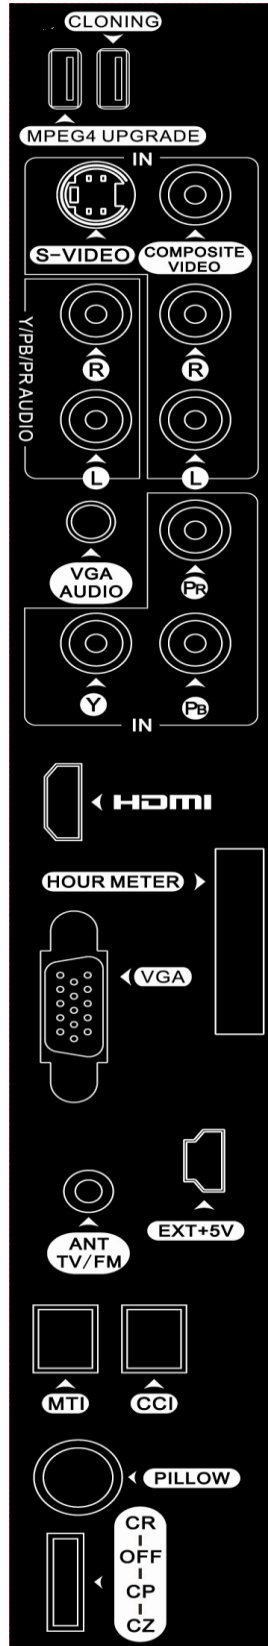 CLONING
MPEG4 UPGRADE
IN
S-VIDEO
COMPOSITE
VIDEO
Y/PB/PR AUDIO
R
R
L
L
VGA
AUDIO
PR
Y
PB
IN
HDMI
HOUR METER
VGA
EXT+5V
ANT
TV/FM
MTI
CCI
PILLOW
CR
OFF
CP
CZ